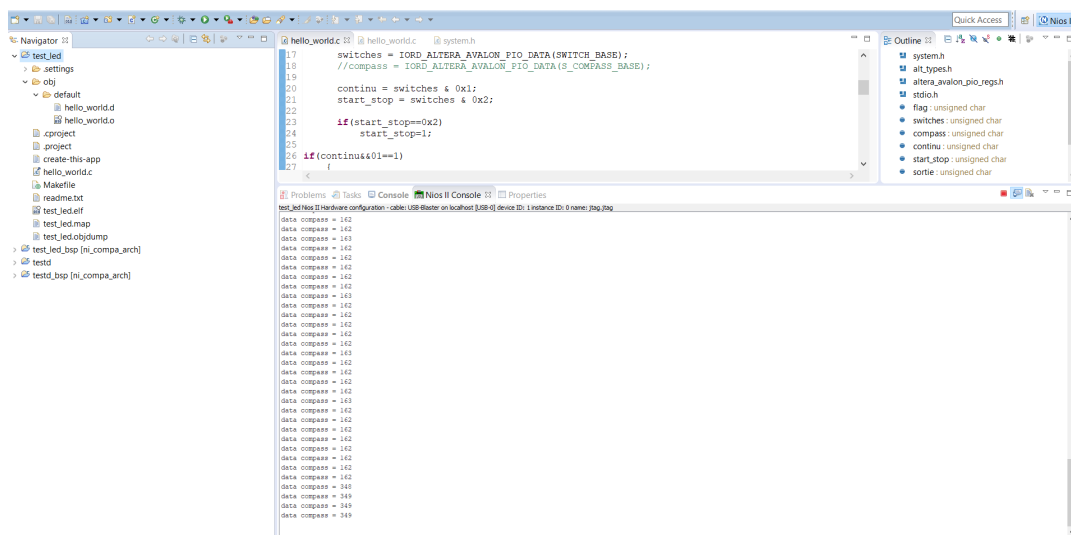 Quick Access
Nios
Navigator
test_led
.settings
obj
default
hello_world.d
hello_world.o
.cproject
.project
create-this-app
hello_world.c
Makefile
readme.txt
test_led.elf
test_led.map
test_led.objdump
test_led_bsp [ni_compa_arch]
testd
testd_bsp [ni_compa_arch]
hello_world.c hello_world.c system.h
17 switches = IORD_ALTERA_AVALON_PIO_DATA(SWITCH_BASE);
18 //compass = IORD_ALTERA_AVALON_PIO_DATA(S_COMPASS_BASE);
19
20 continu = switches & 0x1;
21 start_stop = switches & 0x2;
22
23 if(start_stop==0x2)
24 start_stop=1;
25
26 if(continu&&01==1)
27 {
Outline
system.h
alt_types.h
altera_avalon_pio_regs.h
stdio.h
flag : unsigned char
switches : unsigned char
compass : unsigned char
continu : unsigned char
start_stop : unsigned char
sortie : unsigned char
Problems Tasks Console Nios II Console Properties
test_led Nios II Hardware configuration - cable: USB-Blaster on localhost [USB-0] device ID: 1 instance ID: 0 name: jtag.jtag
data compass = 162
data compass = 162
data compass = 163
data compass = 162
data compass = 162
data compass = 162
data compass = 162
data compass = 162
data compass = 163
data compass = 162
data compass = 162
data compass = 162
data compass = 162
data compass = 162
data compass = 163
data compass = 162
data compass = 162
data compass = 162
data compass = 162
data compass = 163
data compass = 162
data compass = 162
data compass = 162
data compass = 162
data compass = 162
data compass = 162
data compass = 162
data compass = 162
data compass = 348
data compass = 349
data compass = 349
data compass = 349